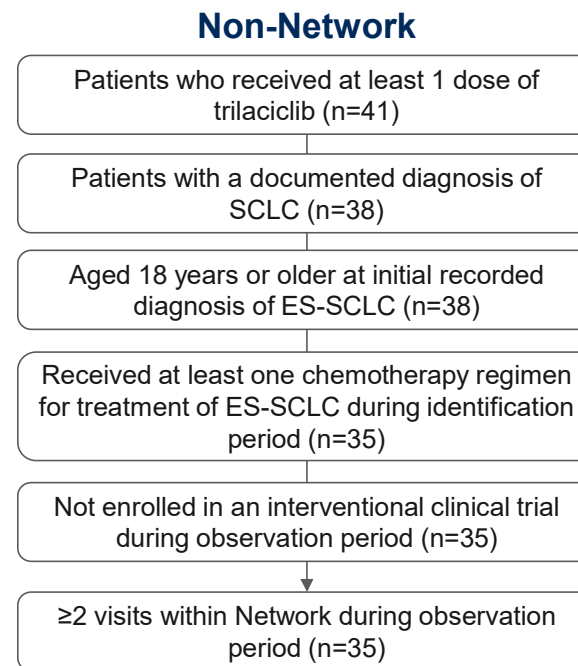 Non-Network
Patients who received at least 1 dose of
trilaciclib (n=41)
Patients with a documented diagnosis of
SCLC (n=38)
Aged 18 years or older at initial recorded
diagnosis of ES-SCLC (n=38)
Received at least one chemotherapy regimen
for treatment of ES-SCLC during identification
period (n=35)
Not enrolled in an interventional clinical trial
during observation period (n=35)
≥2 visits within Network during observation
period (n=35)